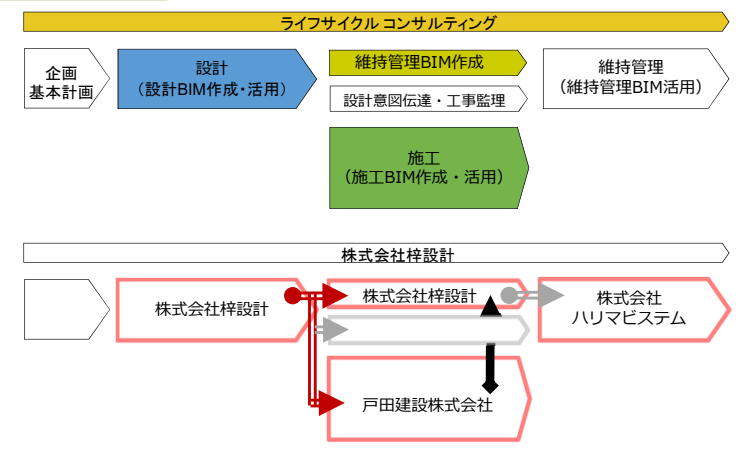 ライフサイクル コンサルティング
企画
基本計画
設計
（設計BIM作成・活用）
維持管理BIM作成
設計意図伝達・工事監理
施工
（施工BIM作成・活用）
維持管理
（維持管理BIM活用）
株式会社梓設計
株式会社梓設計
株式会社梓設計
戸田建設株式会社
株式会社
ハリマビステム